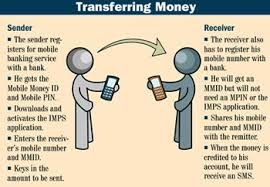 Transferring Money
Sender
■ The sender reg
isters for mobile
banking service with
a bank.
■ He gets the
Mobile Money ID
and Mobile PIN.
■ Downloads and
activates the IMPS
application.
■ Enters the receiv
er's mobile number
and MMID.
■ Keys in the
amount to be sent.
Receiver
■ The receiver also
has to register his
mobile number with
a bank.
■ He will get an
MMID but will not
need an MPIN or the
IMPS application.
■ Shares his mobile
number and MMID
with the remitter.
■ When the money is
credited to his
account, he will
receive an SMS.